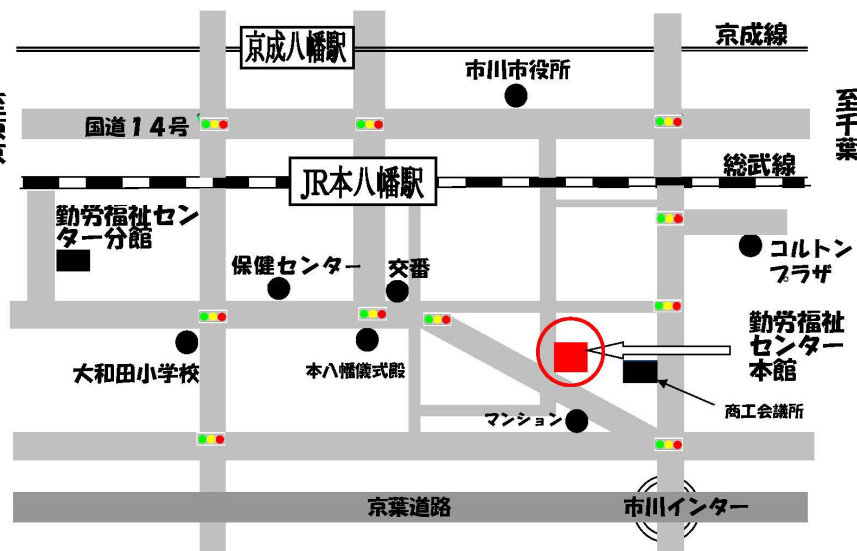 京成線
京成八幡駅
市川市役所
至千葉
国道14号
総武線
JR本八幡駅
勤労福祉セン
ター分館
保健センター
交番
コルトン
プラザ
勤労福祉
センター
本館
大和田小学校
本八幡儀式殿
商工会議所
マンション
京葉道路
市川インター